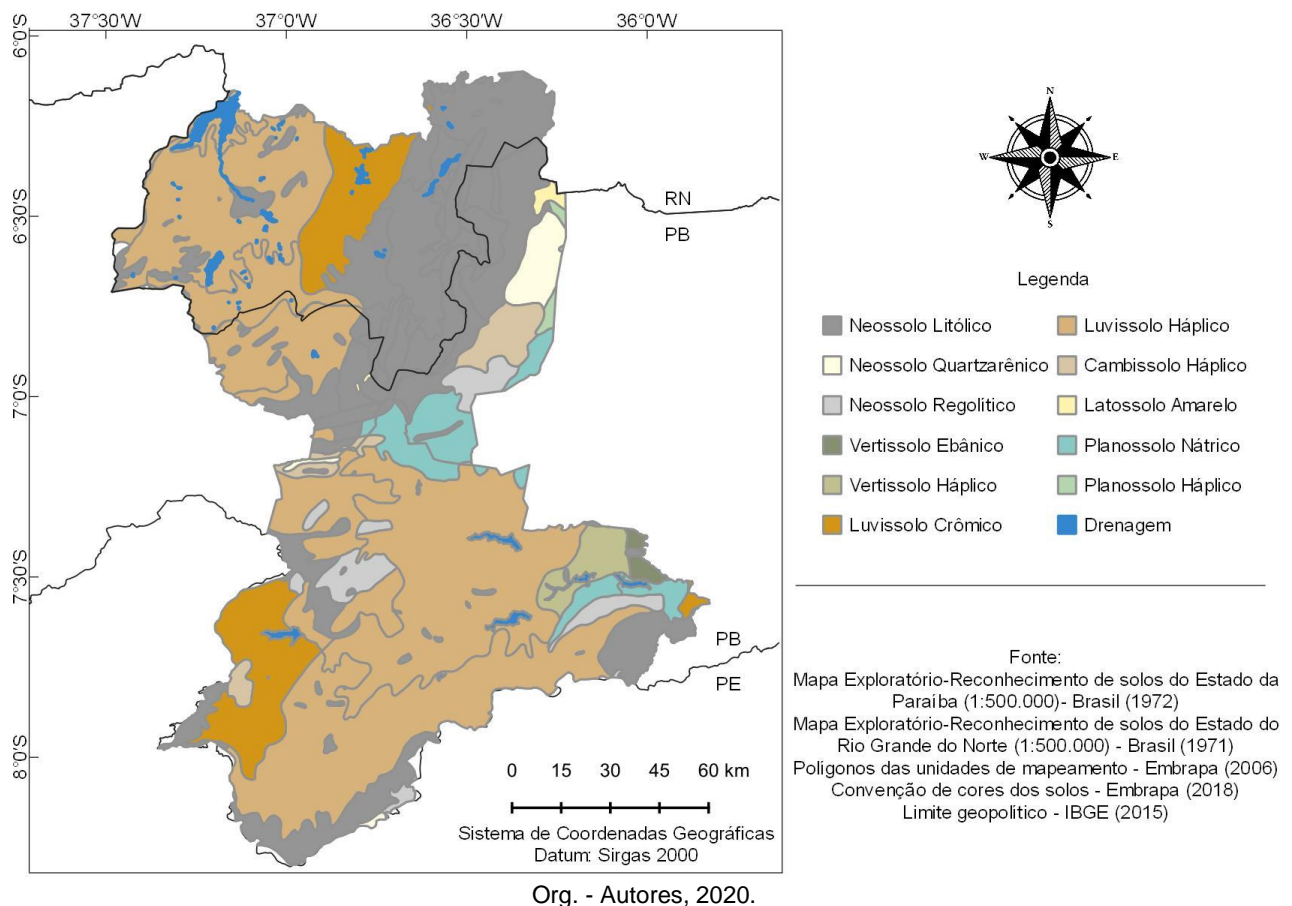 37°30'W 37°0'W 36°30'W 36°0'W
6°0'S
6°30'S
7°0'S
7°30'S
8°0'S
RN
PB
PB
PE
0 15 30 45 60 km
Sistema de Coordenadas Geográficas
Datum: Sirgas 2000
N
W E
S
Legenda
Neossolo Litólico
Neossolo Quartzarênico
Neossolo Regolitico
Vertissolo Ebânico
Vertissolo Háplico
Luvissolo Crômico
Luvissolo Háplico
Cambissolo Háplico
Latossolo Amarelo
Planossolo Nátrico
Planossolo Háplico
Drenagem
Fonte:
Mapa Exploratório-Reconhecimento de solos do Estado da
Paraíba (1:500.000)- Brasil (1972)
Mapa Exploratório-Reconhecimento de solos do Estado do
Rio Grande do Norte (1:500.000) - Brasil (1971)
Poligonos das unidades de mapeamento - Embrapa (2006)
Convenção de cores dos solos - Embrapa (2018)
Limite geopolitico - IBGE (2015)
Org. - Autores, 2020.